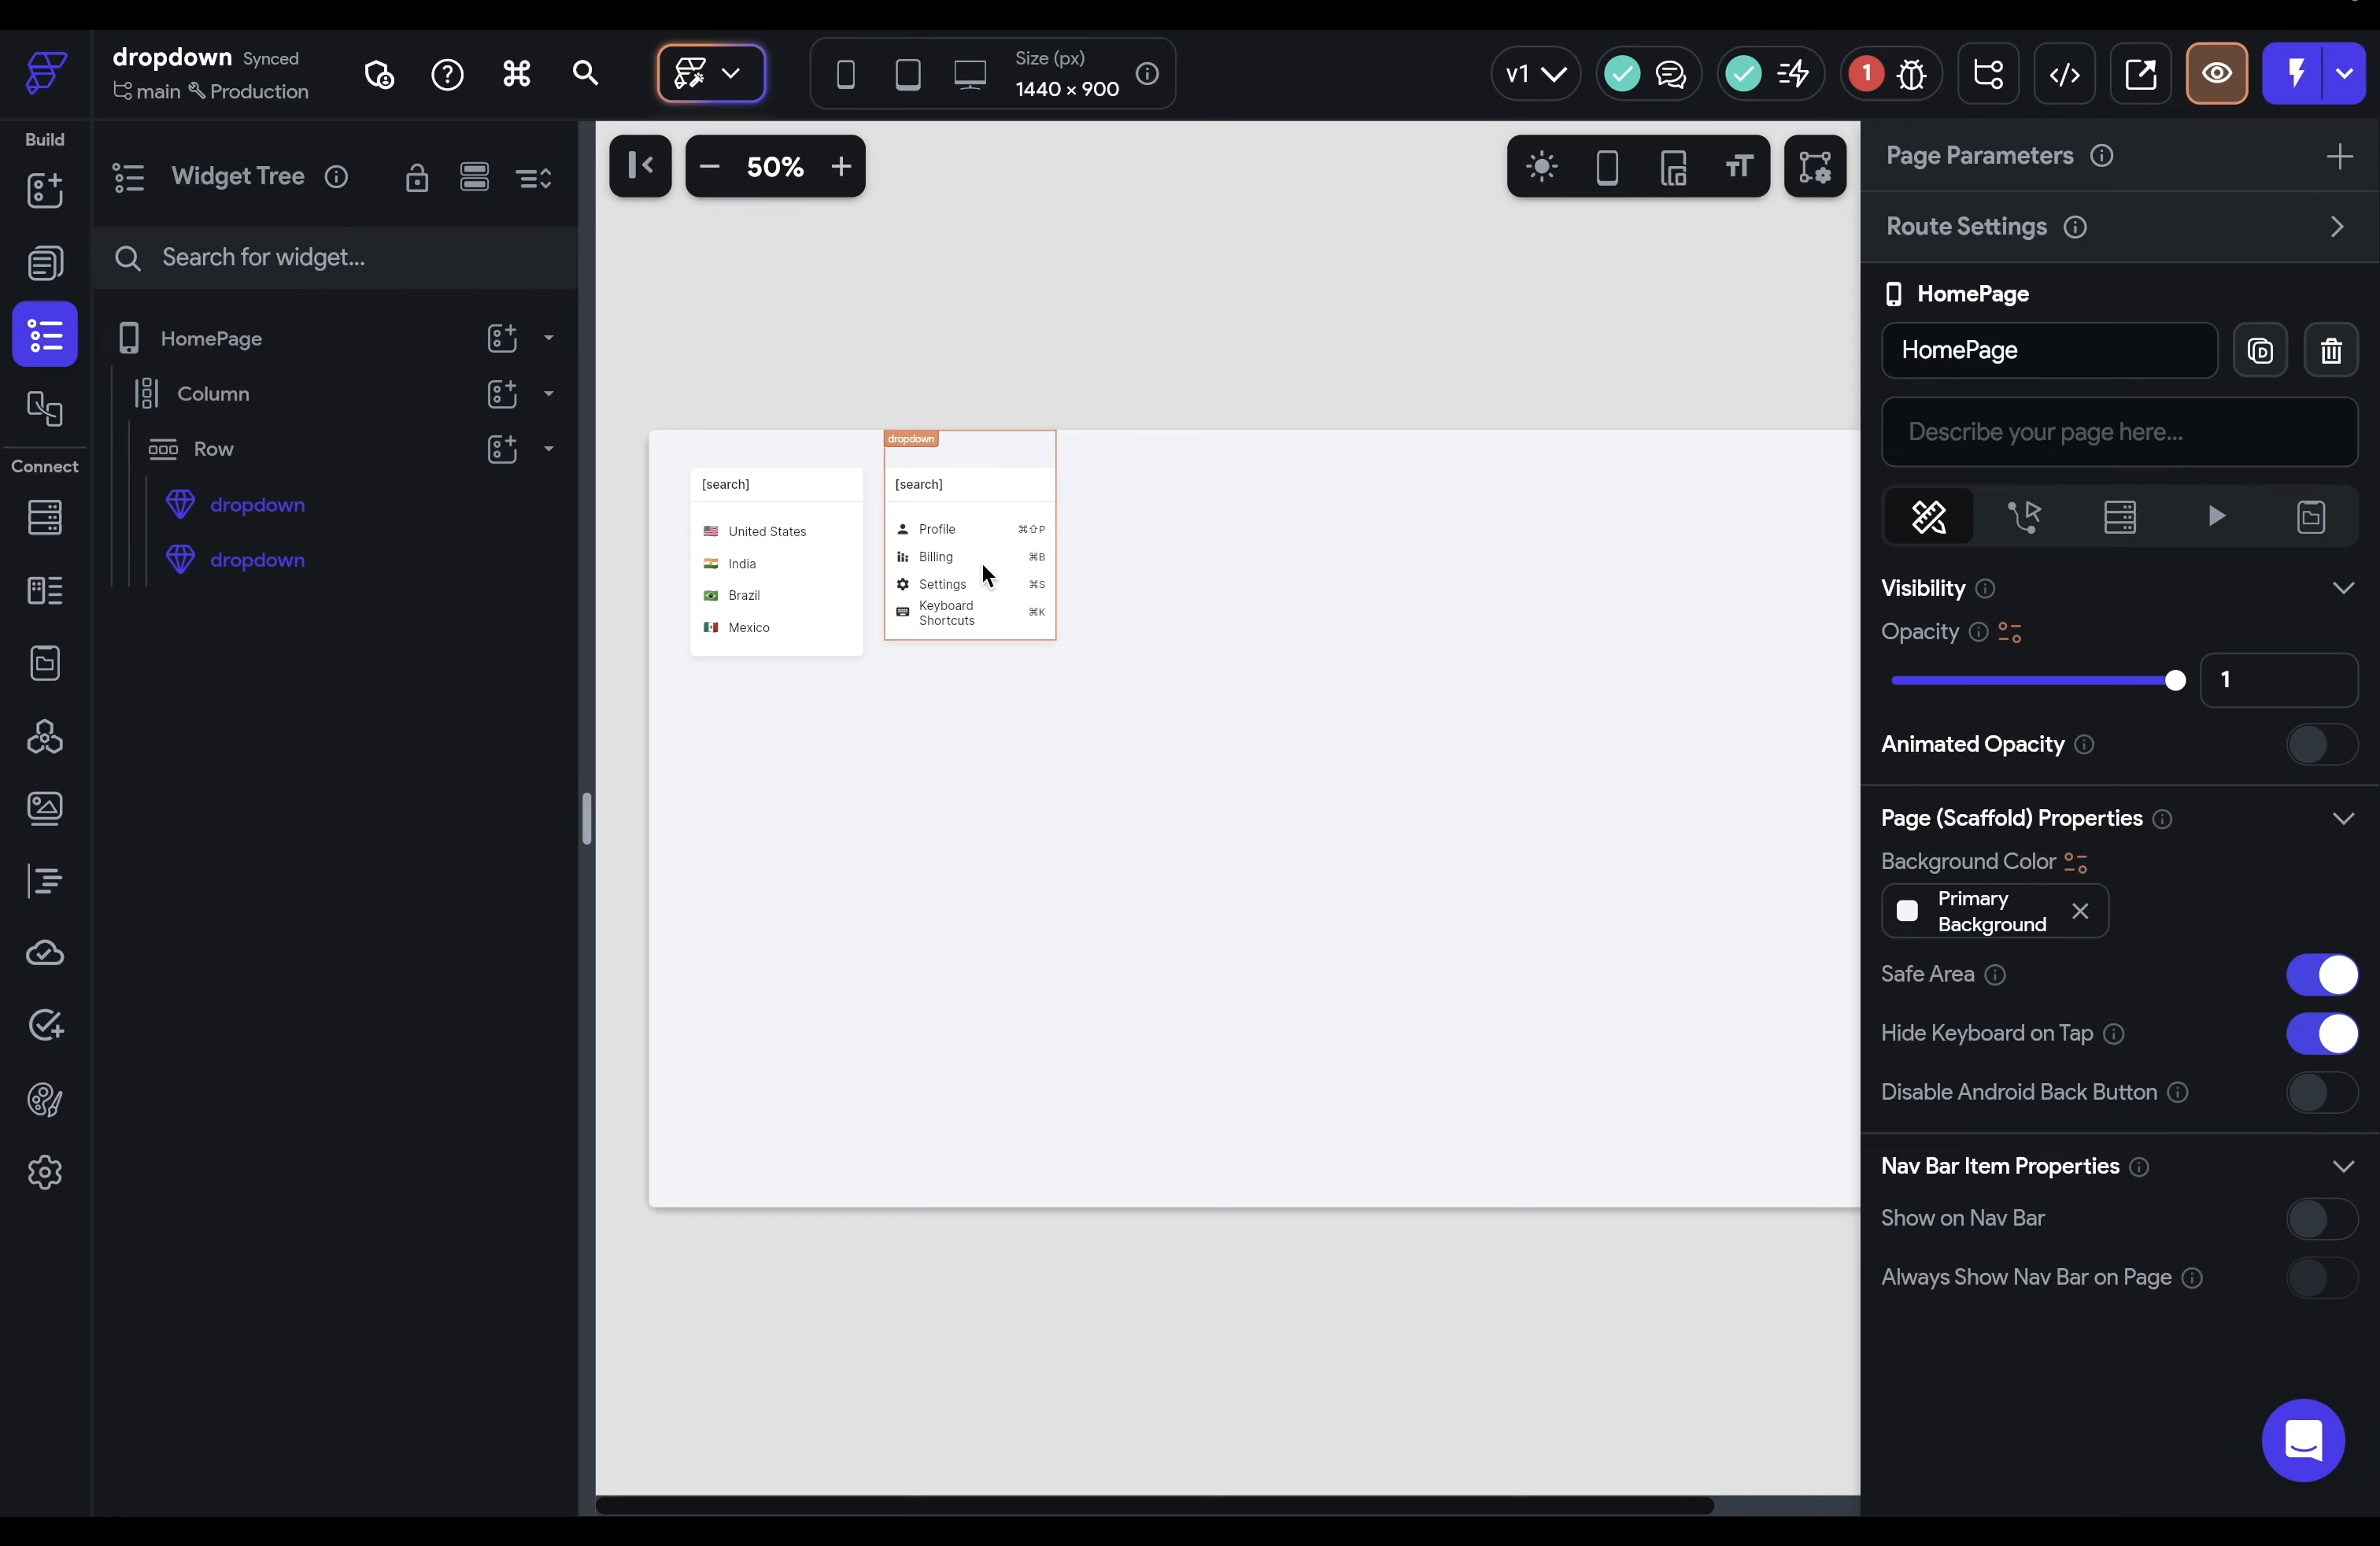 dropdown Synced
main Production
Size (px)
1440 × 900
v1
1
Build
Widget Tree
Search for widget...
HomePage
Column
Row
dropdown
dropdown
Connect
50%
dropdown
[search]
United States
India
Brazil
Mexico
[search]
Profile ⌘⇧P
Billing ⌘B
Settings ⌘S
Keyboard
Shortcuts ⌘K
Page Parameters
Route Settings
HomePage
HomePage
Describe your page here...
Visibility
Opacity
1
Animated Opacity
Page (Scaffold) Properties
Background Color
Primary
Background
Safe Area
Hide Keyboard on Tap
Disable Android Back Button
Nav Bar Item Properties
Show on Nav Bar
Always Show Nav Bar on Page